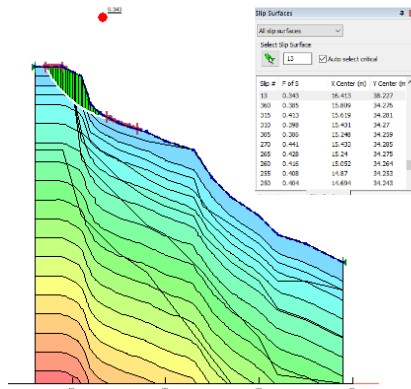 0.343
Slip Surfaces
All slip surfaces
Select Slip Surface
13 Auto select critical
Slip # F of S X Center (m) Y Center (m
13 0.343 16.413 38.227
360 0.385 15.809 34.276
315 0.413 15.619 34.281
310 0.398 15.431 34.27
305 0.386 15.246 34.259
270 0.441 15.433 34.285
265 0.428 15.24 34.275
260 0.416 15.052 34.264
255 0.408 14.87 34.253
250 0.404 14.694 34.243